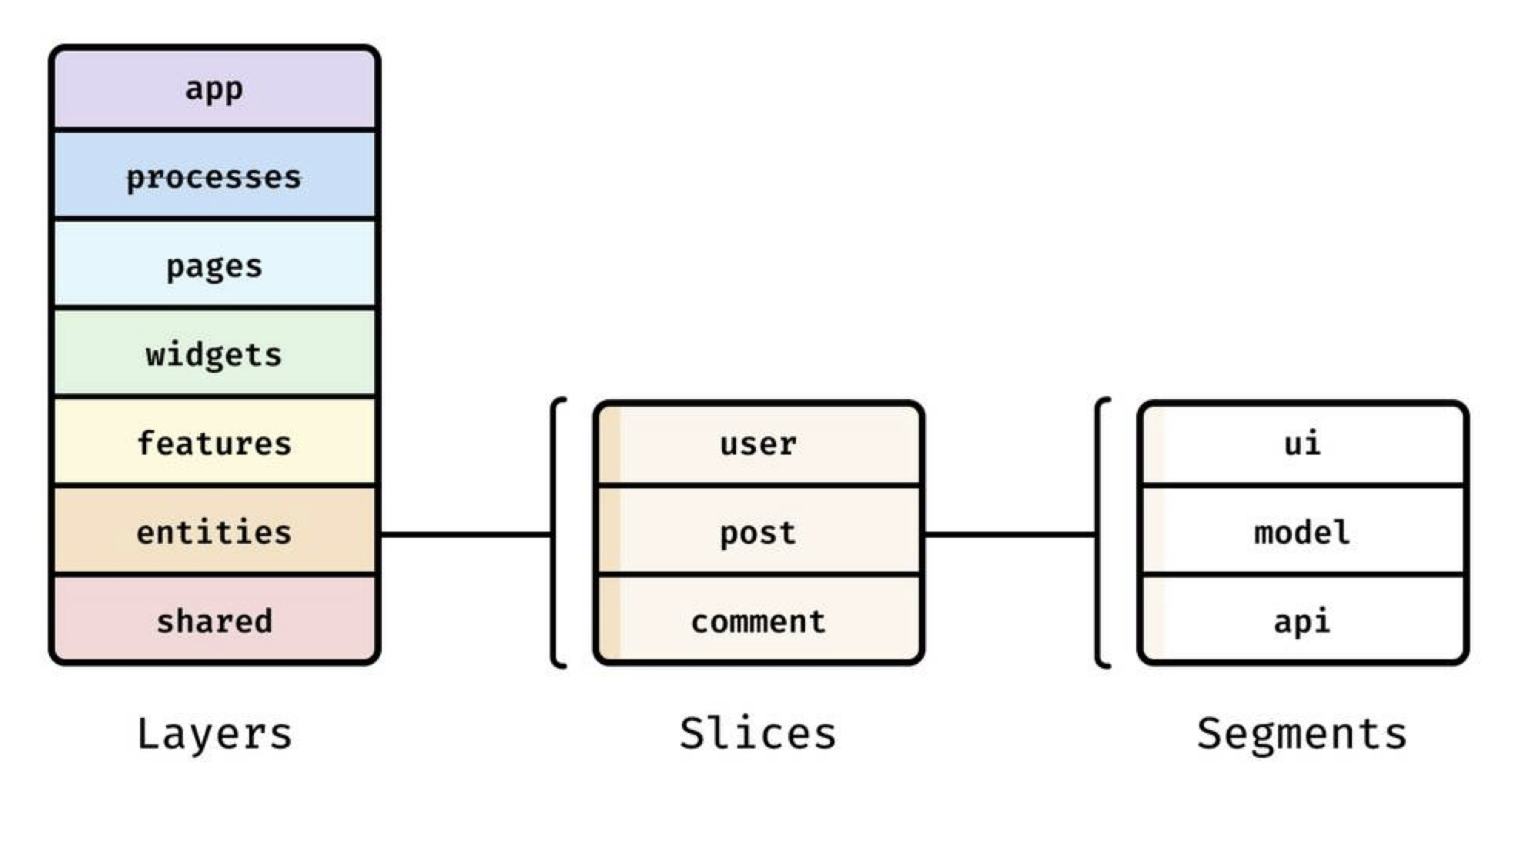 app
processes
pages
widgets
features
entities
shared
Layers
user
post
comment
Slices
ui
model
api
Segments